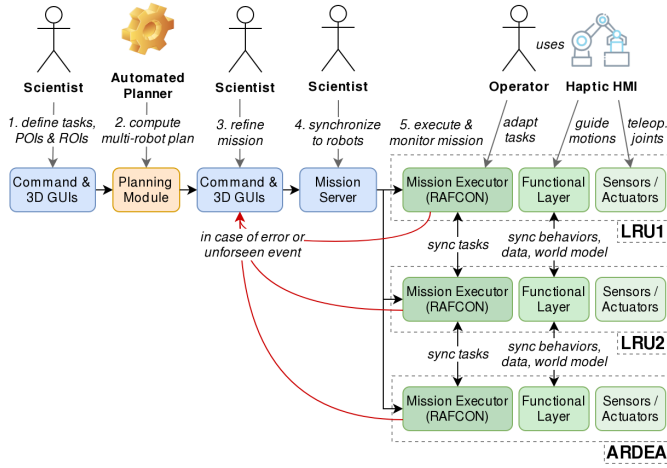 uses
Scientist
Automated
Planner
Scientist
Scientist
Operator
Haptic HMI
1. define tasks,
POIs & ROIs
2. compute
multi-robot plan
3. refine
mission
4. synchronize
to robots
5. execute &
monitor mission
adapt
tasks
guide
motions
teleop.
joints
Command &
3D GUIs
Planning
Module
Command &
3D GUIs
Mission
Server
Mission Executor
(RAFCON)
Functional
Layer
Sensors/
Actuators
LRU1
in case of error or
unforseen event
sync tasks
sync behaviors,
data, world model
Mission Executor
(RAFCON)
Functional
Layer
Sensors/
Actuators
LRU2
sync tasks
sync behaviors,
data, world model
Mission Executor
(RAFCON)
Functional
Layer
Sensors/
Actuators
ARDEA